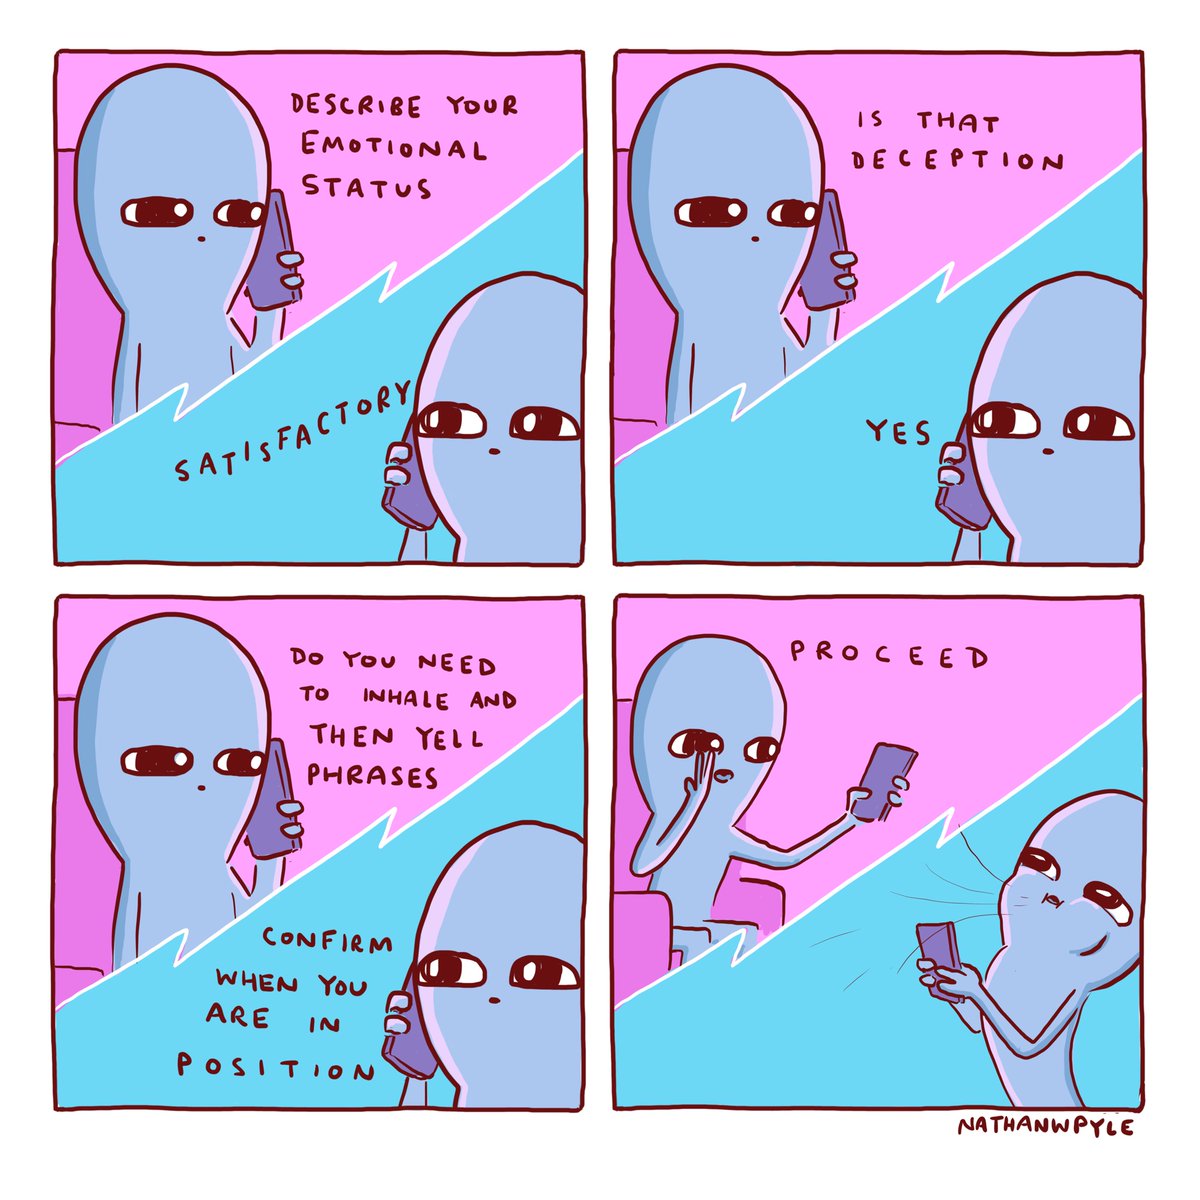 DESCRIBE YOUR
EMOTIONAL
STATUS
SATISFACTORY
IS THAT
DECEPTION
YES
DO YOU NEED
TO INHALE AND
THEN YELL
PHRASES
CONFIRM
WHEN YOU
ARE IN
POSITION
PROCEED
NATHANWPYLE